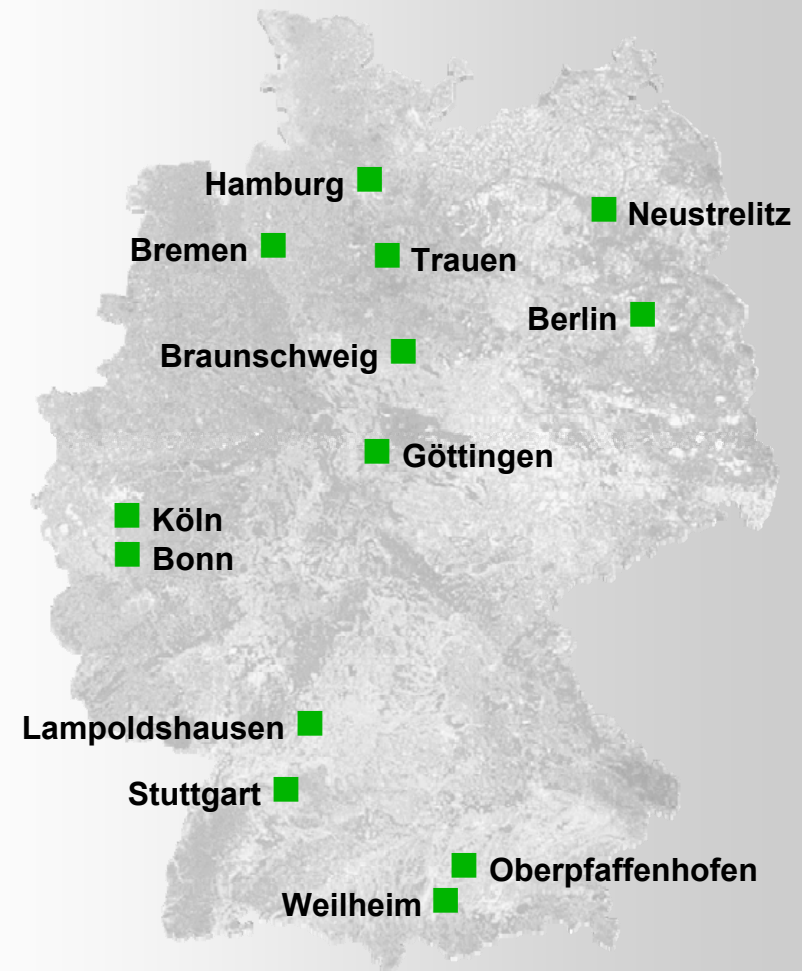 Hamburg
Neustrelitz
Bremen
Trauen
Berlin
Braunschweig
Göttingen
Köln
Bonn
Lampoldshausen
Stuttgart
Oberpfaffenhofen
Weilheim